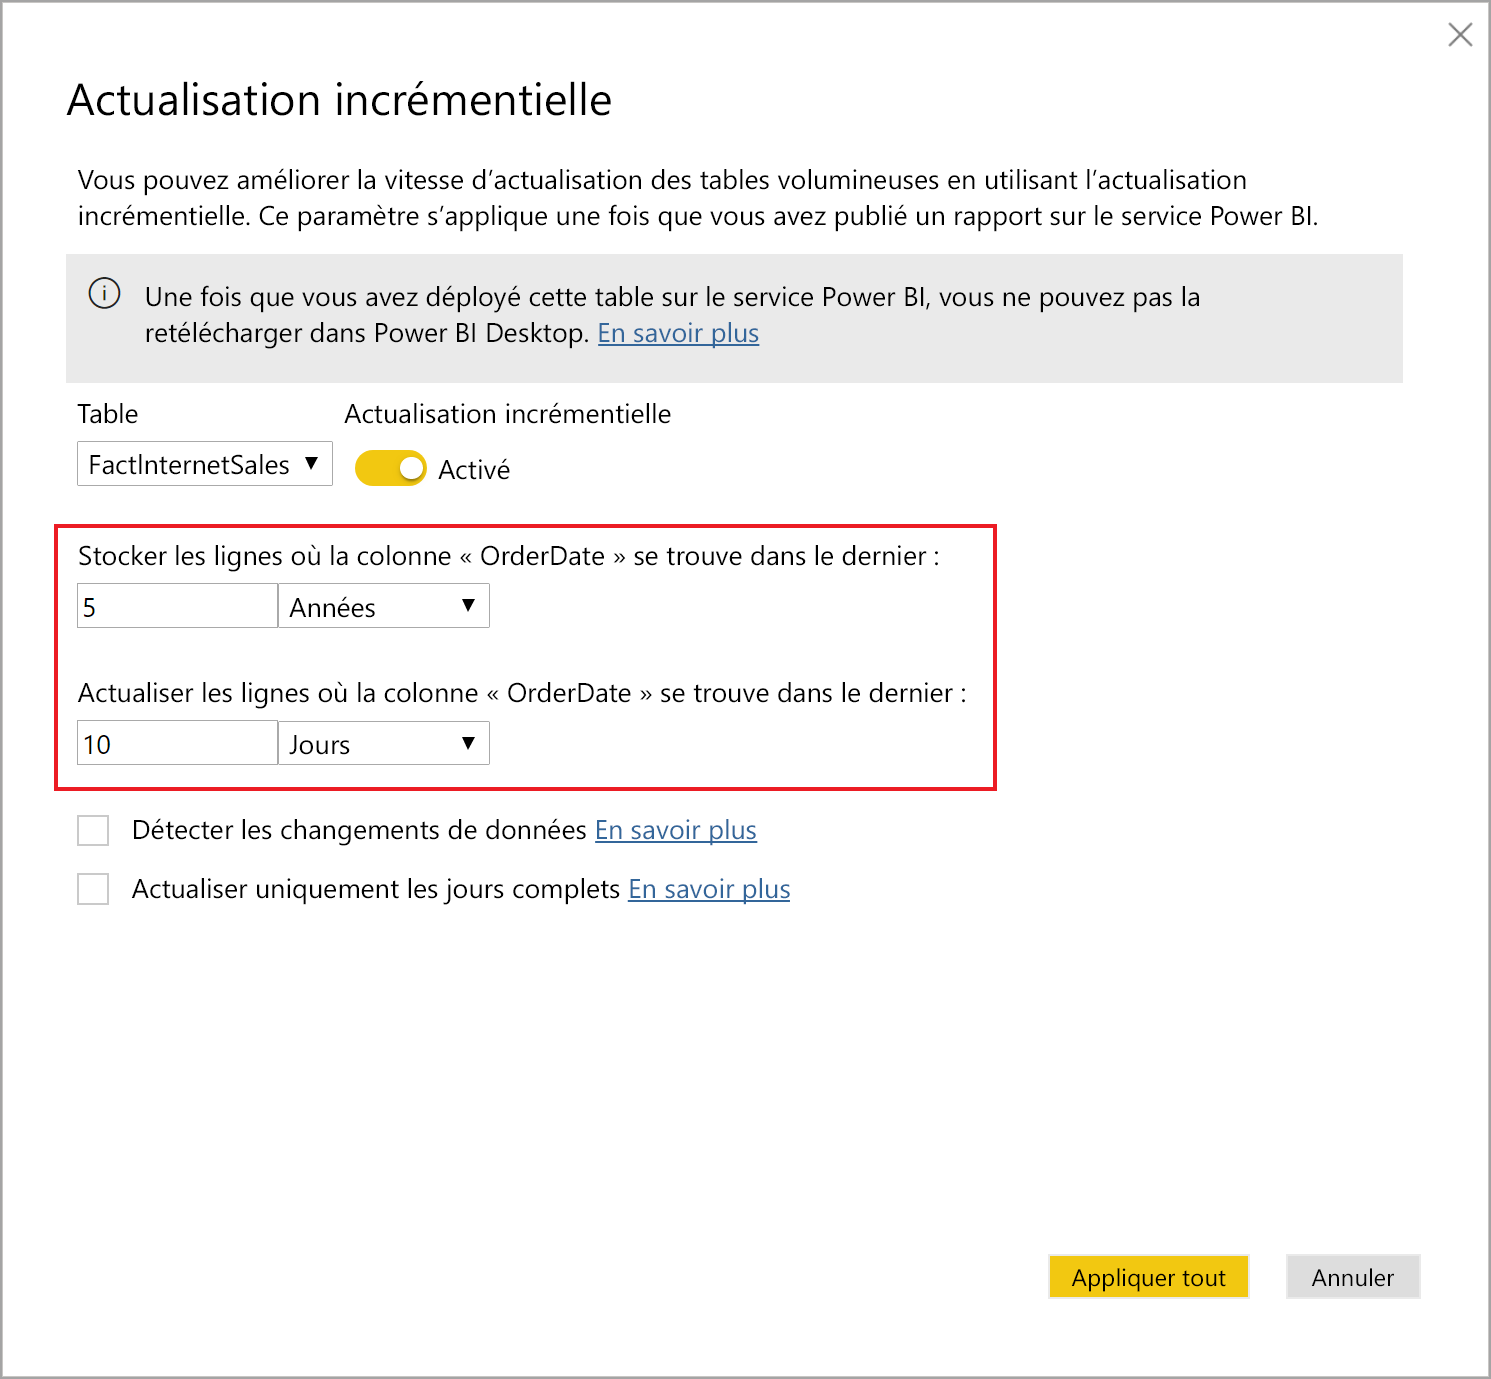 Actualisation incrémentielle
Vous pouvez améliorer la vitesse d’actualisation des tables volumineuses en utilisant l’actualisation
incrémentielle. Ce paramètre s’applique une fois que vous avez publié un rapport sur le service Power BI.
Une fois que vous avez déployé cette table sur le service Power BI, vous ne pouvez pas la
retélécharger dans Power BI Desktop. En savoir plus
Table Actualisation incrémentielle
FactInternetSales Activé
Stocker les lignes où la colonne « OrderDate » se trouve dans le dernier :
5 Années
Actualiser les lignes où la colonne « OrderDate » se trouve dans le dernier :
10 Jours
Détecter les changements de données En savoir plus
Actualiser uniquement les jours complets En savoir plus
Appliquer tout Annuler